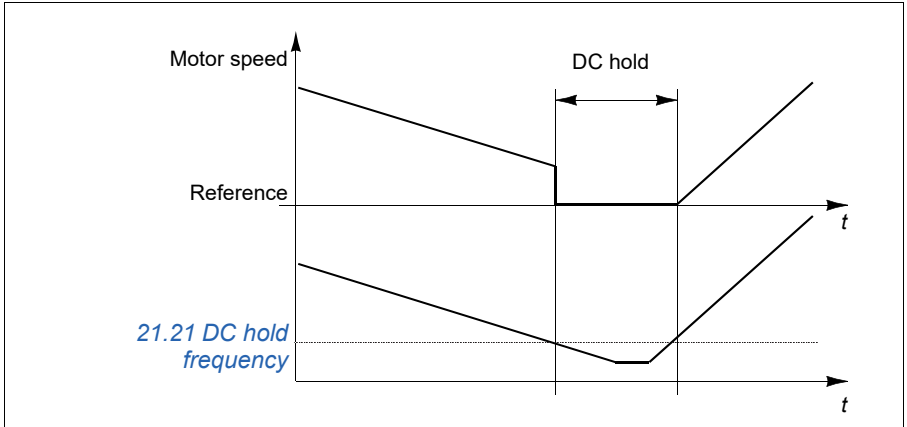 Motor speed
DC hold
Reference
t
21.21 DC hold
frequency
t